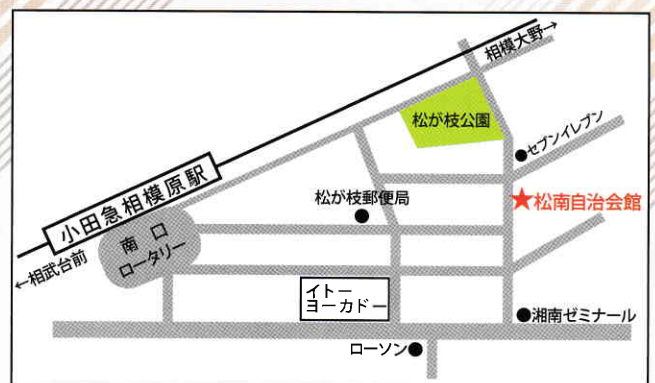 相模大野→
松が枝公園
セブンイレブン
小田急相模原駅
松が枝郵便局
★松南自治会館
南口
ロータリー
←相武台前
イトー
ヨーカドー
湘南ゼミナール
ローソン